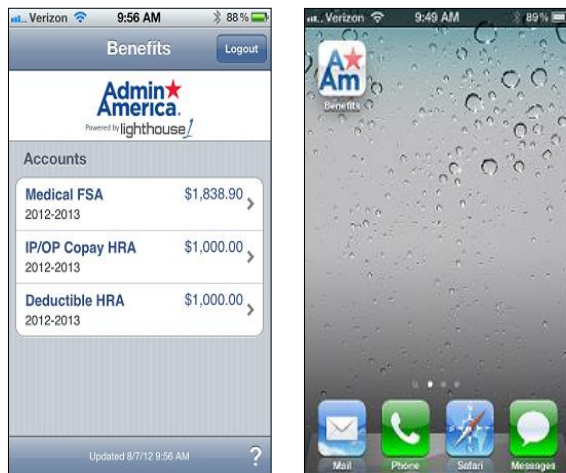 Verizon 9:56 AM 88%
Benefits Logout
Admin
America.
Powered by lighthouse1
Accounts
Medical FSA $1,838.90
2012-2013
IP/OP Copay HRA $1,000.00
2012-2013
Deductible HRA $1,000.00
2012-2013
Updated 8/7/12 9:56 AM ?
Verizon 9:49 AM 89%
A
Am
Benefits
Mail Phone Safari Messages